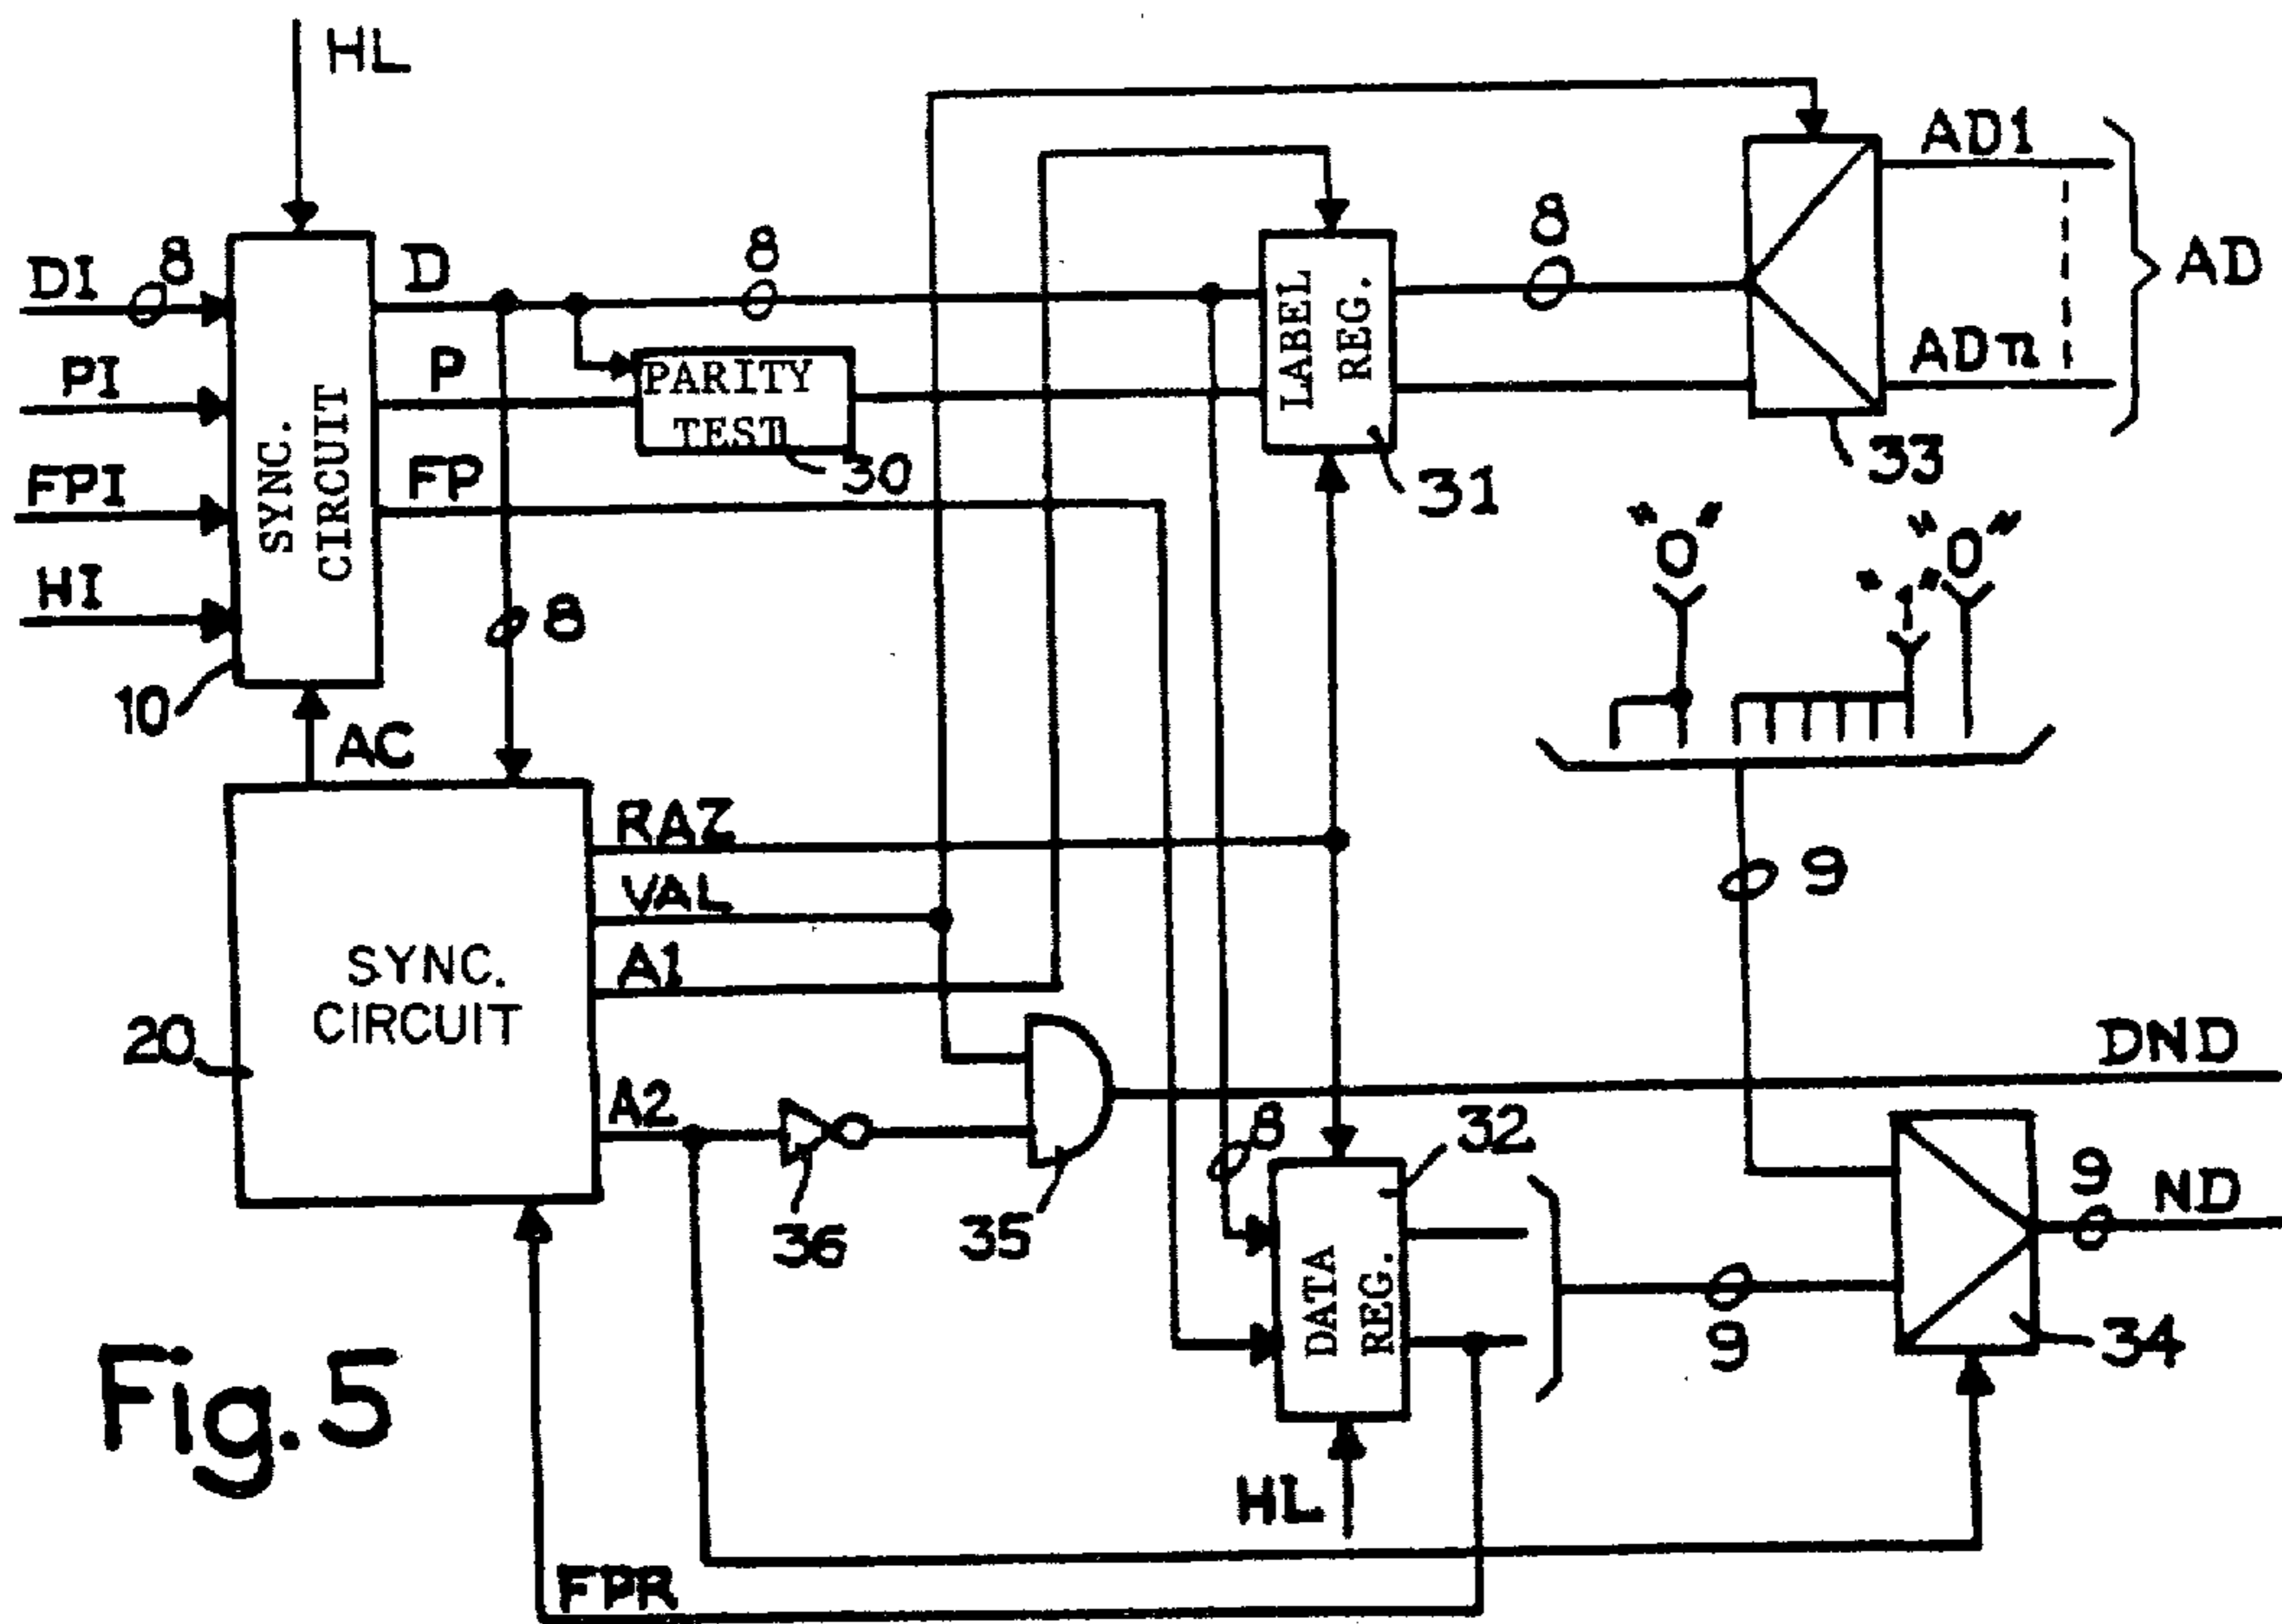 HL
DI
8
PI
FPI
HI
SYNC.
CIRCUIT
10
D
P
FP
8
8
PARITY
TEST
30
LABEL
REG.
31
8
33
AD1
ADn
AD
"0"
"1"
"0"
9
AC
SYNC.
CIRCUIT
20
RAZ
VAL
A1
A2
36
35
8
32
DATA
REG.
HL
9
DND
9
ND
34
FPR
Fig.5